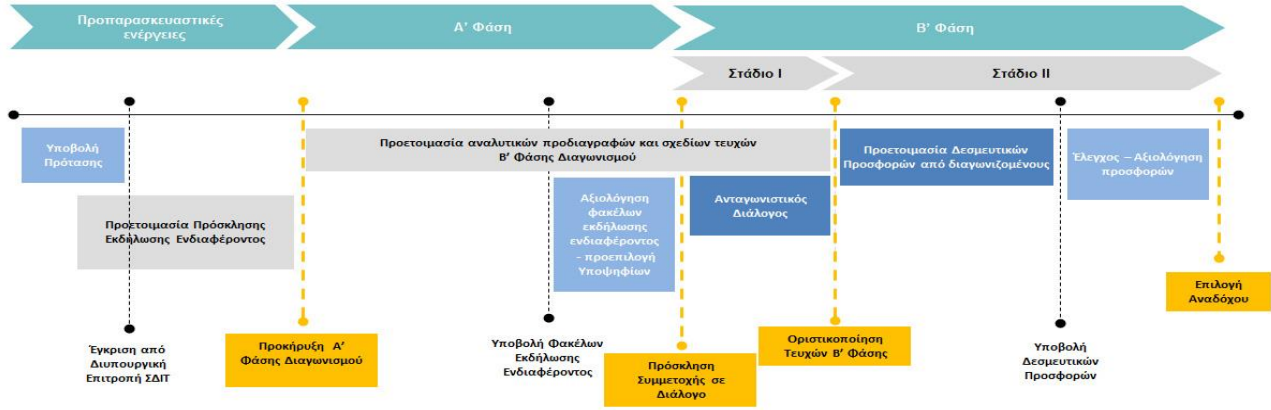 Προπαρασκευαστικές
ενέργειες
Α’ Φάση
Β’ Φάση
Στάδιο Ι
Στάδιο ΙΙ
Υποβολή
Πρότασης
Προετοιμασία Πρόσκλησης
Εκδήλωσης Ενδιαφέροντος
Προετοιμασία αναλυτικών προδιαγραφών και σχεδίων τευχών
Β’ Φάσης Διαγωνισμού
Αξιολόγηση
φακέλων
εκδήλωσης
ενδιαφέροντος
- προεπιλογή
Υποψηφίων
Ανταγωνιστικός
Διάλογος
Προετοιμασία Δεσμευτικών
Προσφορών από διαγωνιζομένους
Έλεγχος – Αξιολόγηση
προσφορών
Έγκριση από
Διυπουργική
Επιτροπή ΣΔΙΤ
Προκήρυξη Α’
Φάσης Διαγωνισμού
Υποβολή Φακέλων
Εκδήλωσης
Ενδιαφέροντος
Πρόσκληση
Συμμετοχής σε
Διάλογο
Οριστικοποίηση
Τευχών Β’ Φάσης
Υποβολή
Δεσμευτικών
Προσφορών
Επιλογή
Αναδόχου